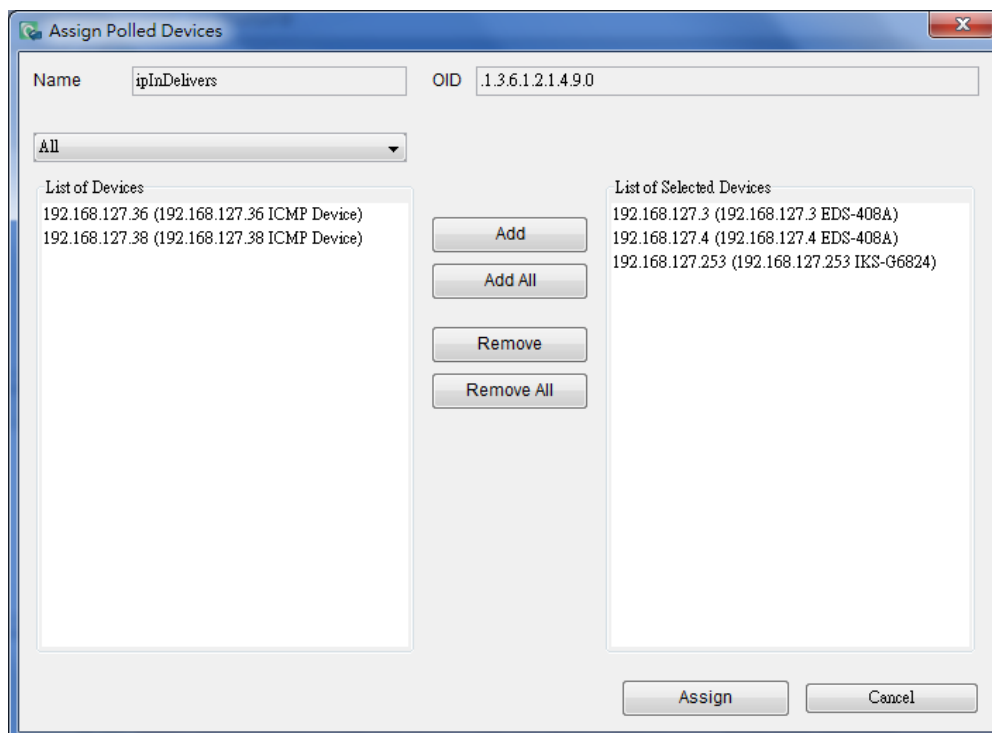 Assign Polled Devices
Name ipInDelivers OID .1.3.6.1.2.1.4.9.0
All
List of Devices
192.168.127.36 (192.168.127.36 ICMP Device)
192.168.127.38 (192.168.127.38 ICMP Device)
Add
Add All
Remove
Remove All
List of Selected Devices
192.168.127.3 (192.168.127.3 EDS-408A)
192.168.127.4 (192.168.127.4 EDS-408A)
192.168.127.253 (192.168.127.253 IKS-G6824)
Assign Cancel